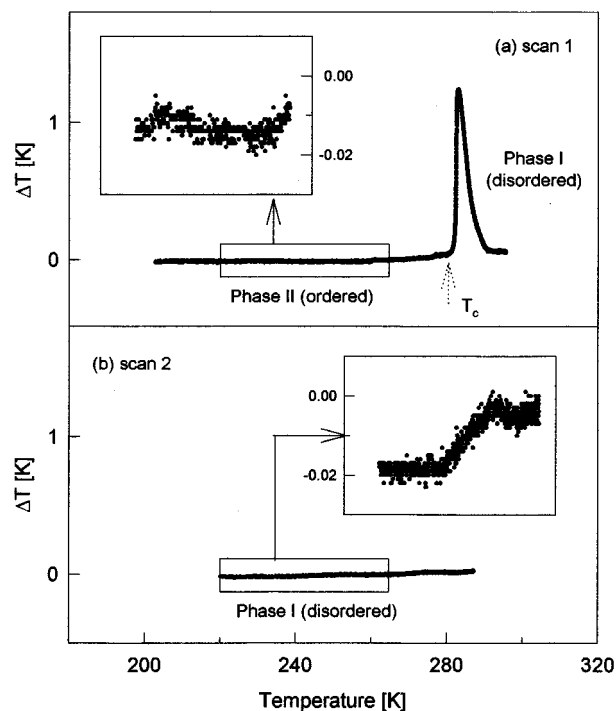 (a) scan 1
0.00
-0.02
1
ΔT [K]
Phase I
(disordered)
0
Phase II (ordered)
Tc
(b) scan 2
0.00
-0.02
1
ΔT [K]
0
Phase I (disordered)
200
240
280
320
Temperature [K]